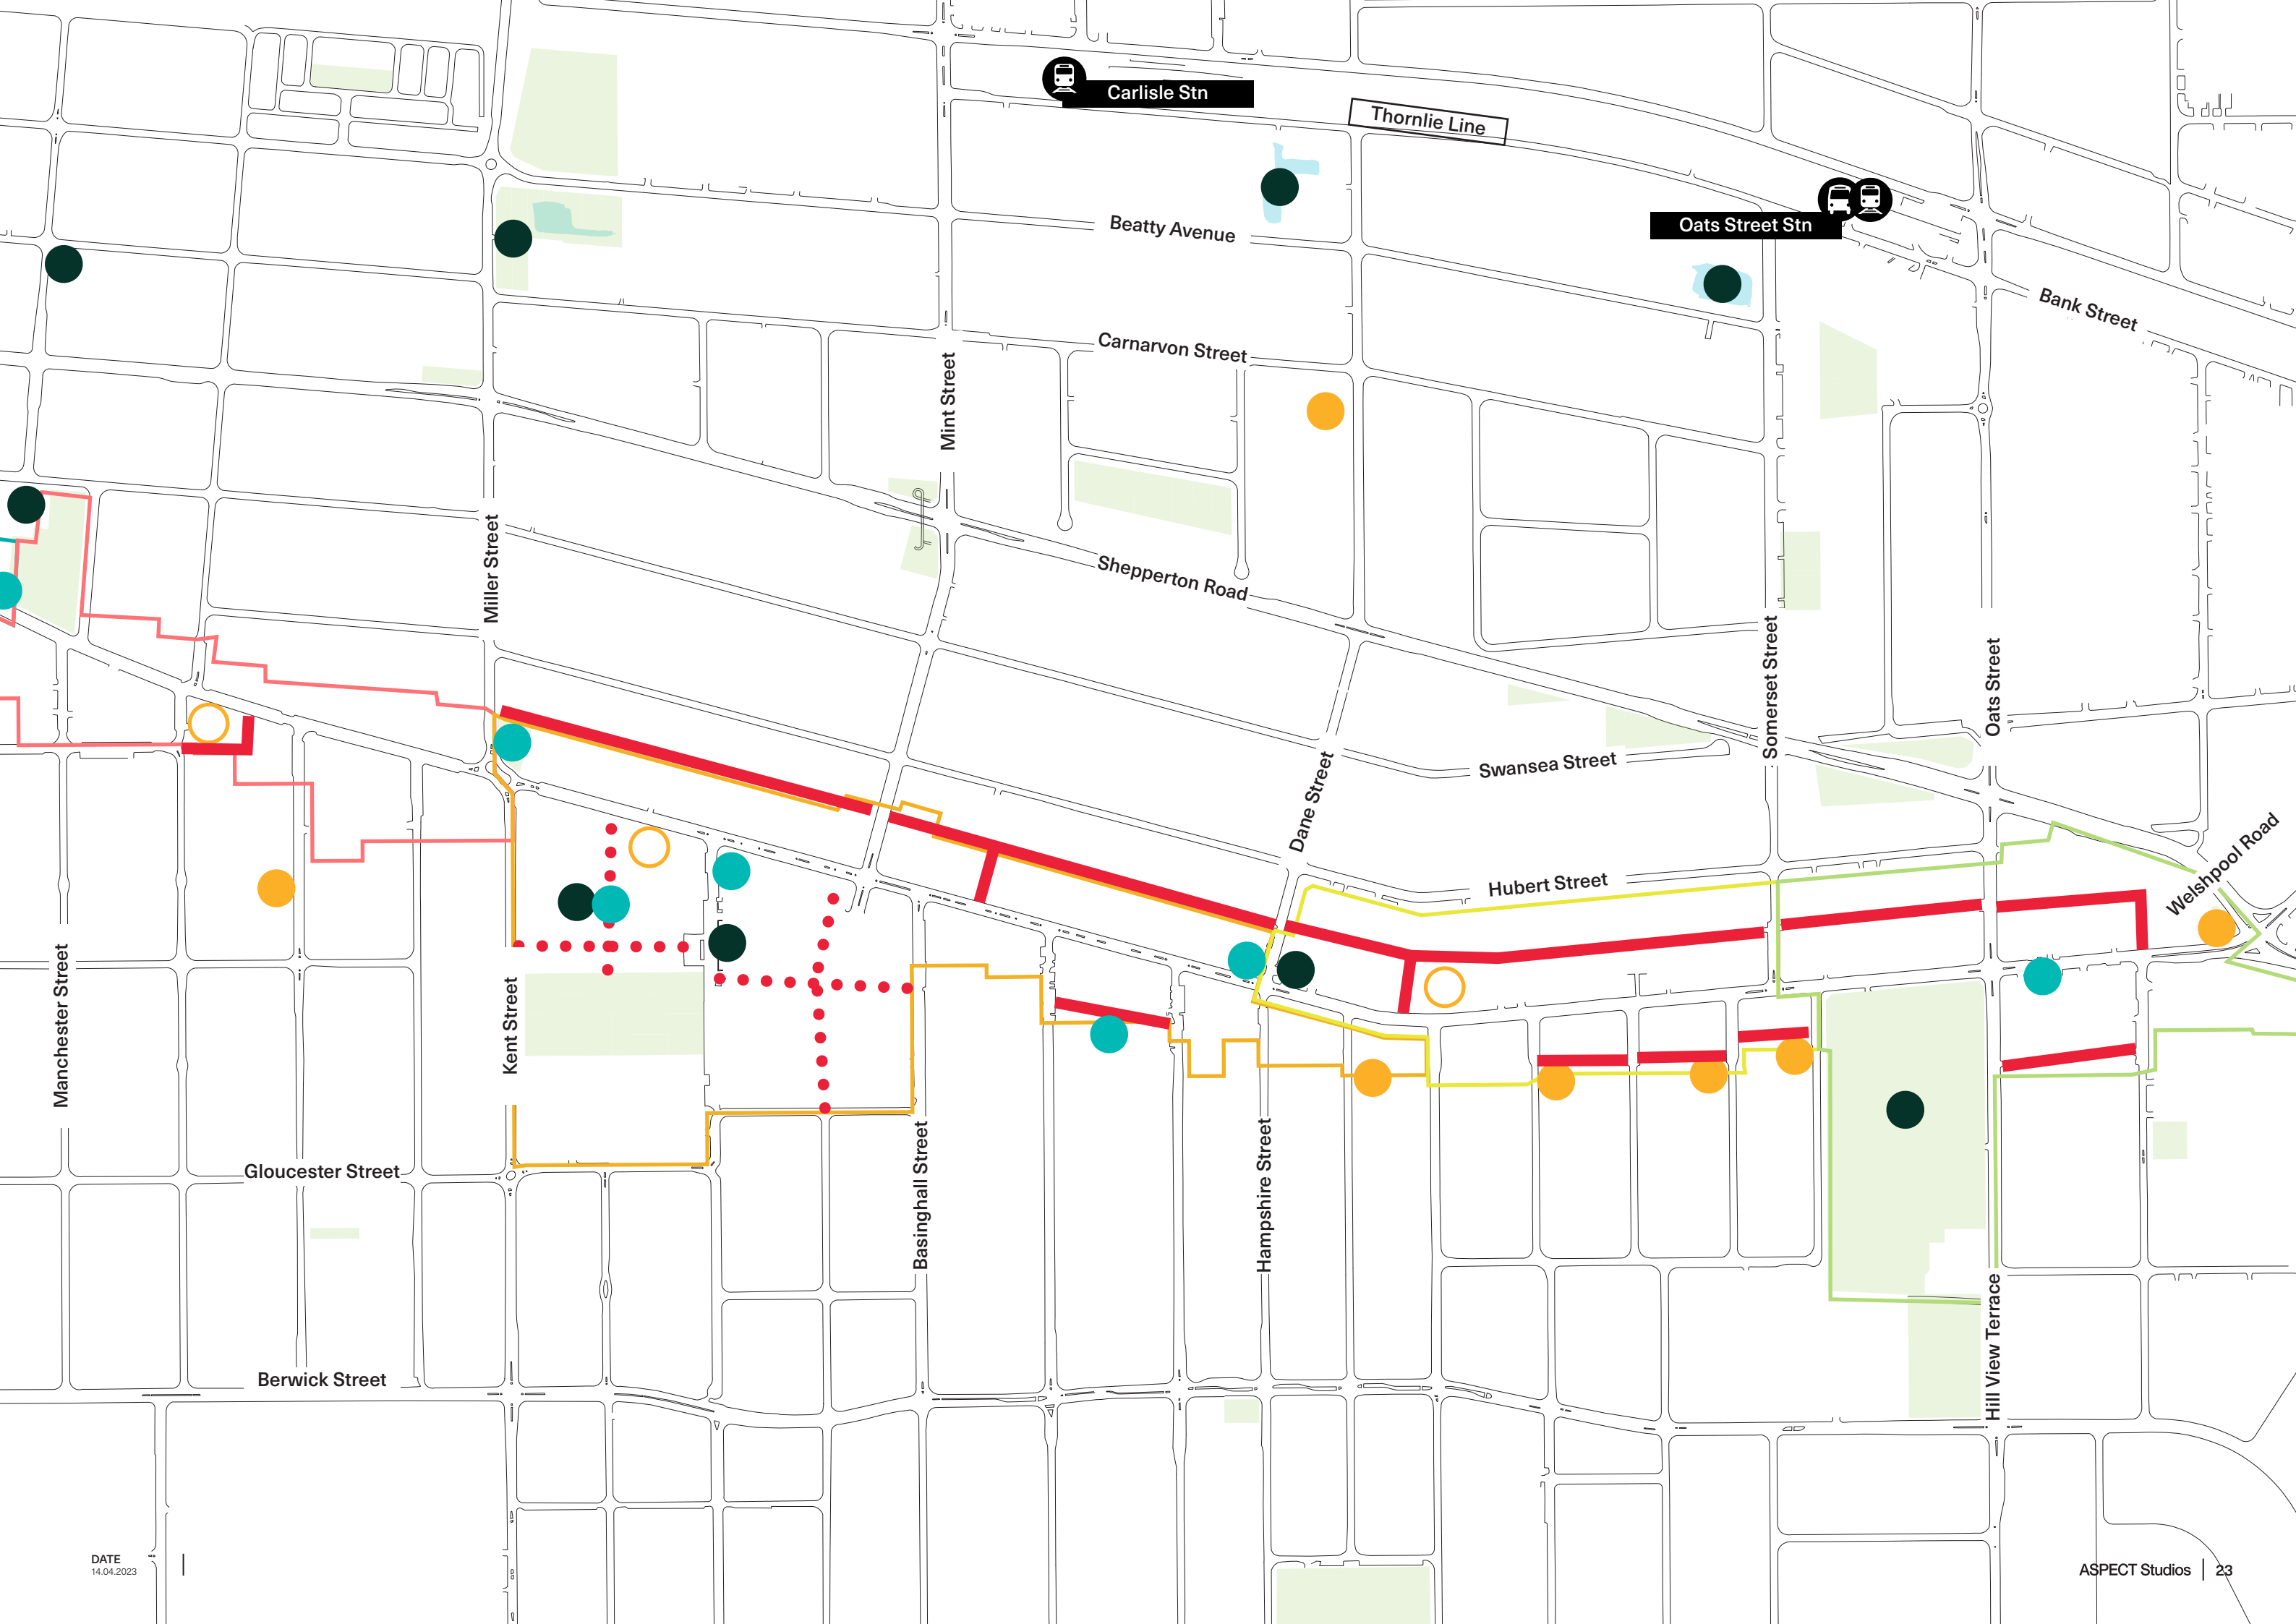 Carlisle Stn
Thornlie Line
Beatty Avenue
Oats Street Stn
Bank Street
Carnarvon Street
Mint Street
Miller Street
Shepperton Road
Somerset Street
Oats Street
Swansea Street
Dane Street
Hubert Street
Welshpool Road
Manchester Street
Kent Street
Gloucester Street
Basinghall Street
Hampshire Street
Hill View Terrace
Berwick Street
DATE
14.04.2023
ASPECT Studios | 23